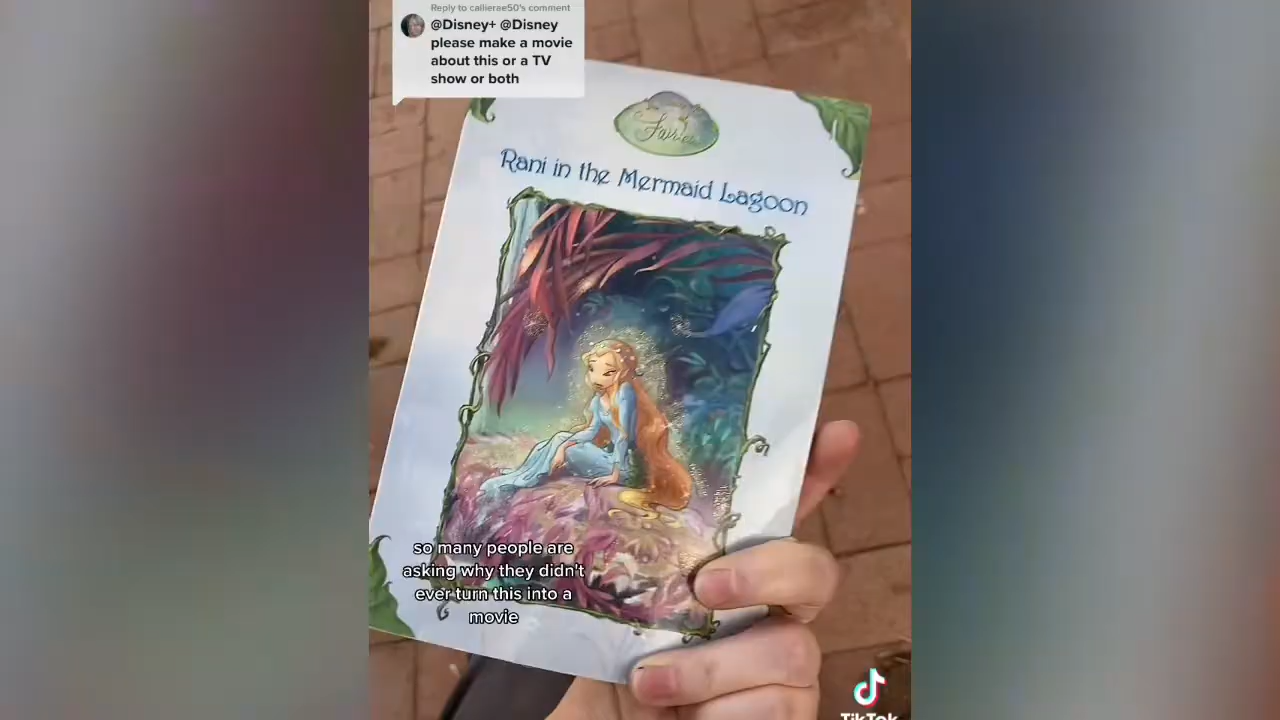 Reply to callierae50's comment
@Disney+ @Disney
please make a movie
about this or a TV
show or both
Fairies
Rani in the Mermaid Lagoon
so many people are
asking why they didn't
ever turn this into a
movie
TikTok